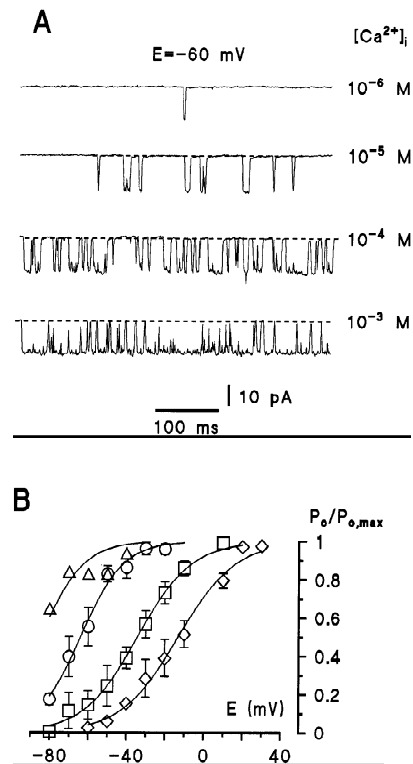 A
[Ca²⁺]ᵢ
E=−60 mV
10⁻⁶ M
10⁻⁵ M
10⁻⁴ M
10⁻³ M
10 pA
100 ms
B
Pₒ/Pₒ,ₘₐₓ
1
0.8
0.6
0.4
0.2
0
E (mV)
−80 −40 0 40